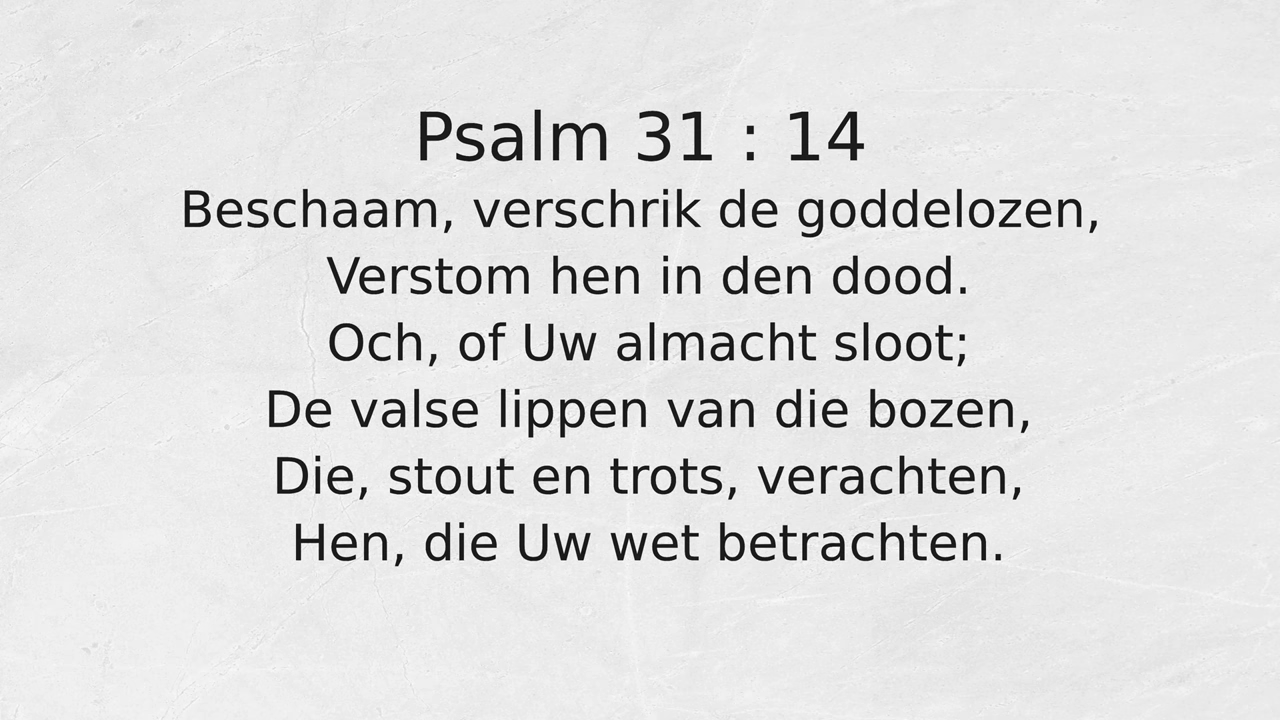 Psalm 31 : 14
Beschaam, verschrik de goddelozen,
Verstom hen in den dood.
Och, of Uw almacht sloot;
De valse lippen van die bozen,
Die, stout en trots, verachten,
Hen, die Uw wet betrachten.